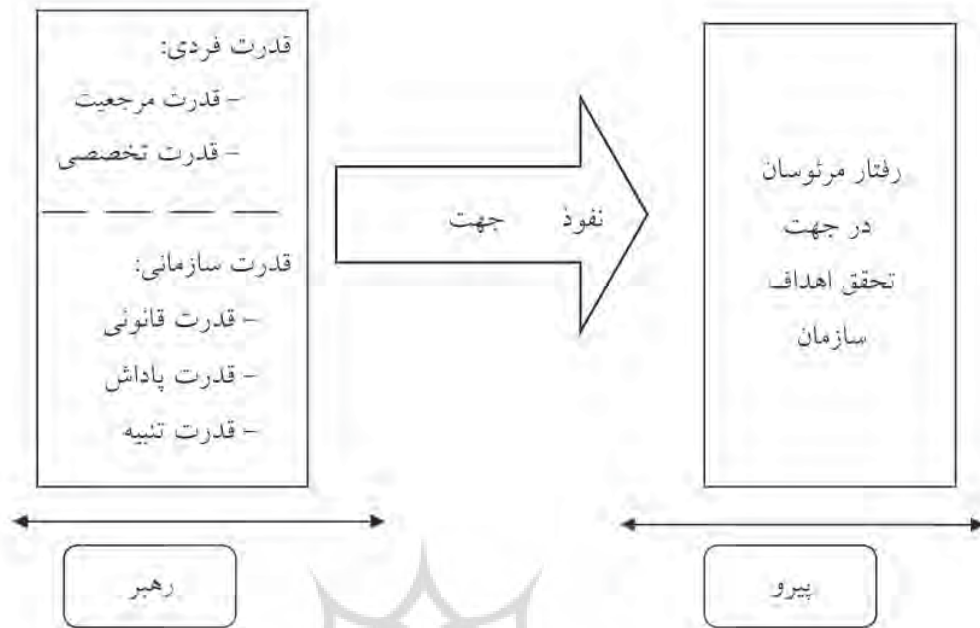 قدرت فردی:
- قدرت مرجعیت
- قدرت تخصصی
قدرت سازمانی:
- قدرت قانونی
- قدرت پاداش
- قدرت تنبیه
جهت نفوذ
رفتار مرئوسان
در جهت
تحقق اهداف
سازمان
رهبر
پیرو